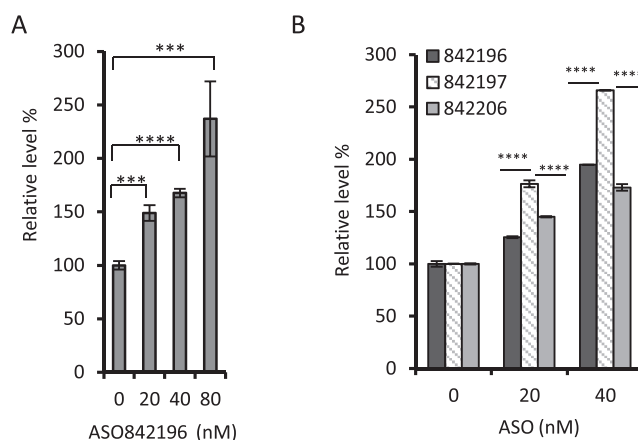 A
Relative level %
300
250
200
150
100
50
0
***
****
***
0 20 40 80
ASO842196 (nM)
B
Relative level %
300
250
200
150
100
50
0
842196
842197
842206
**** ****
**** ****
0 20 40
ASO (nM)